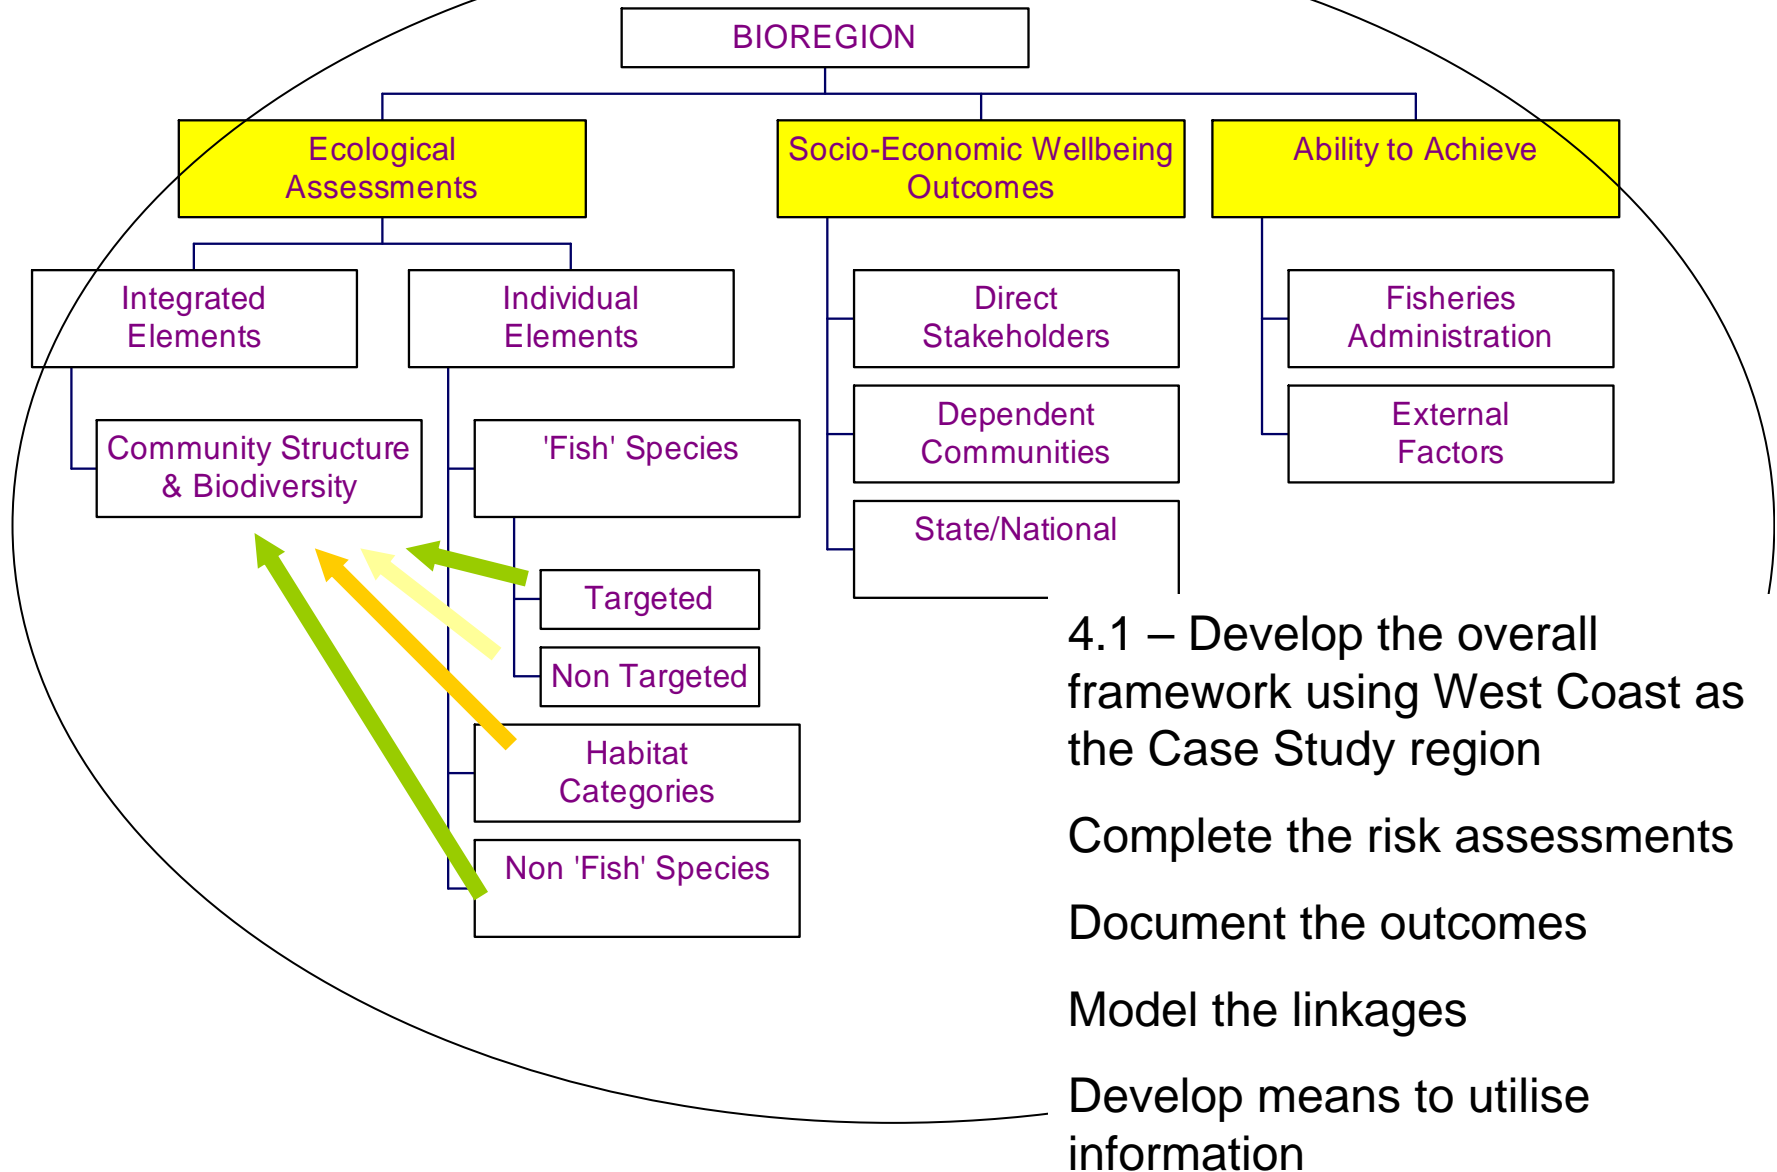 BIOREGION
Ecological
Assessments
Socio-Economic Wellbeing
Outcomes
Ability to Achieve
Integrated
Elements
Individual
Elements
Direct
Stakeholders
Fisheries
Administration
Community Structure
& Biodiversity
'Fish' Species
Dependent
Communities
External
Factors
State/National
Targeted
Non Targeted
Habitat
Categories
Non 'Fish' Species
4.1 – Develop the overall
framework using West Coast as
the Case Study region
Complete the risk assessments
Document the outcomes
Model the linkages
Develop means to utilise
information